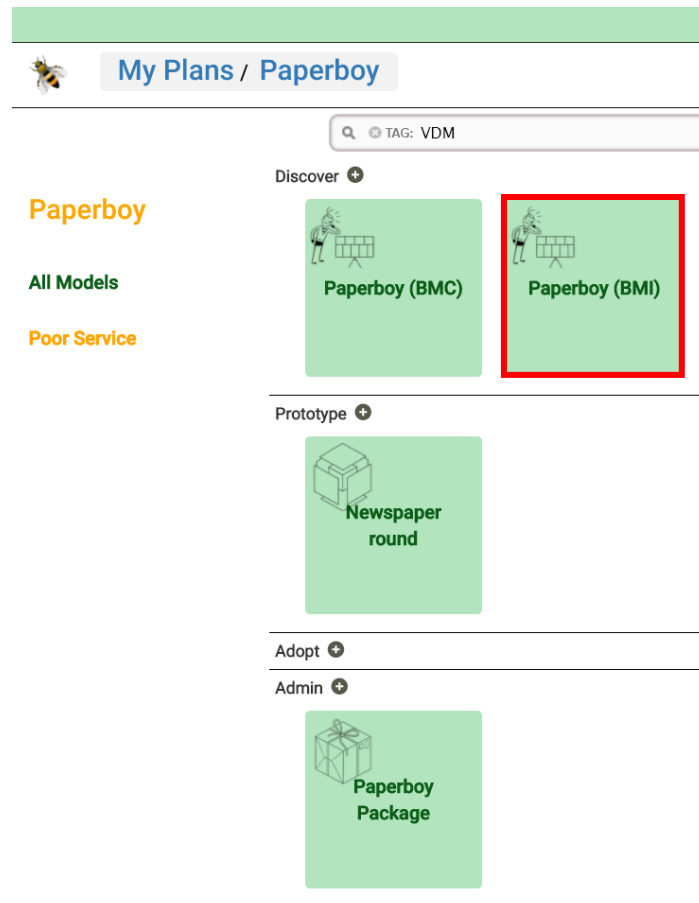 My Plans / Paperboy
TAG: VDM
Discover
Paperboy
Paperboy (BMC)
Paperboy (BMI)
All Models
Poor Service
Prototype
Newspaper
round
Adopt
Admin
Paperboy
Package